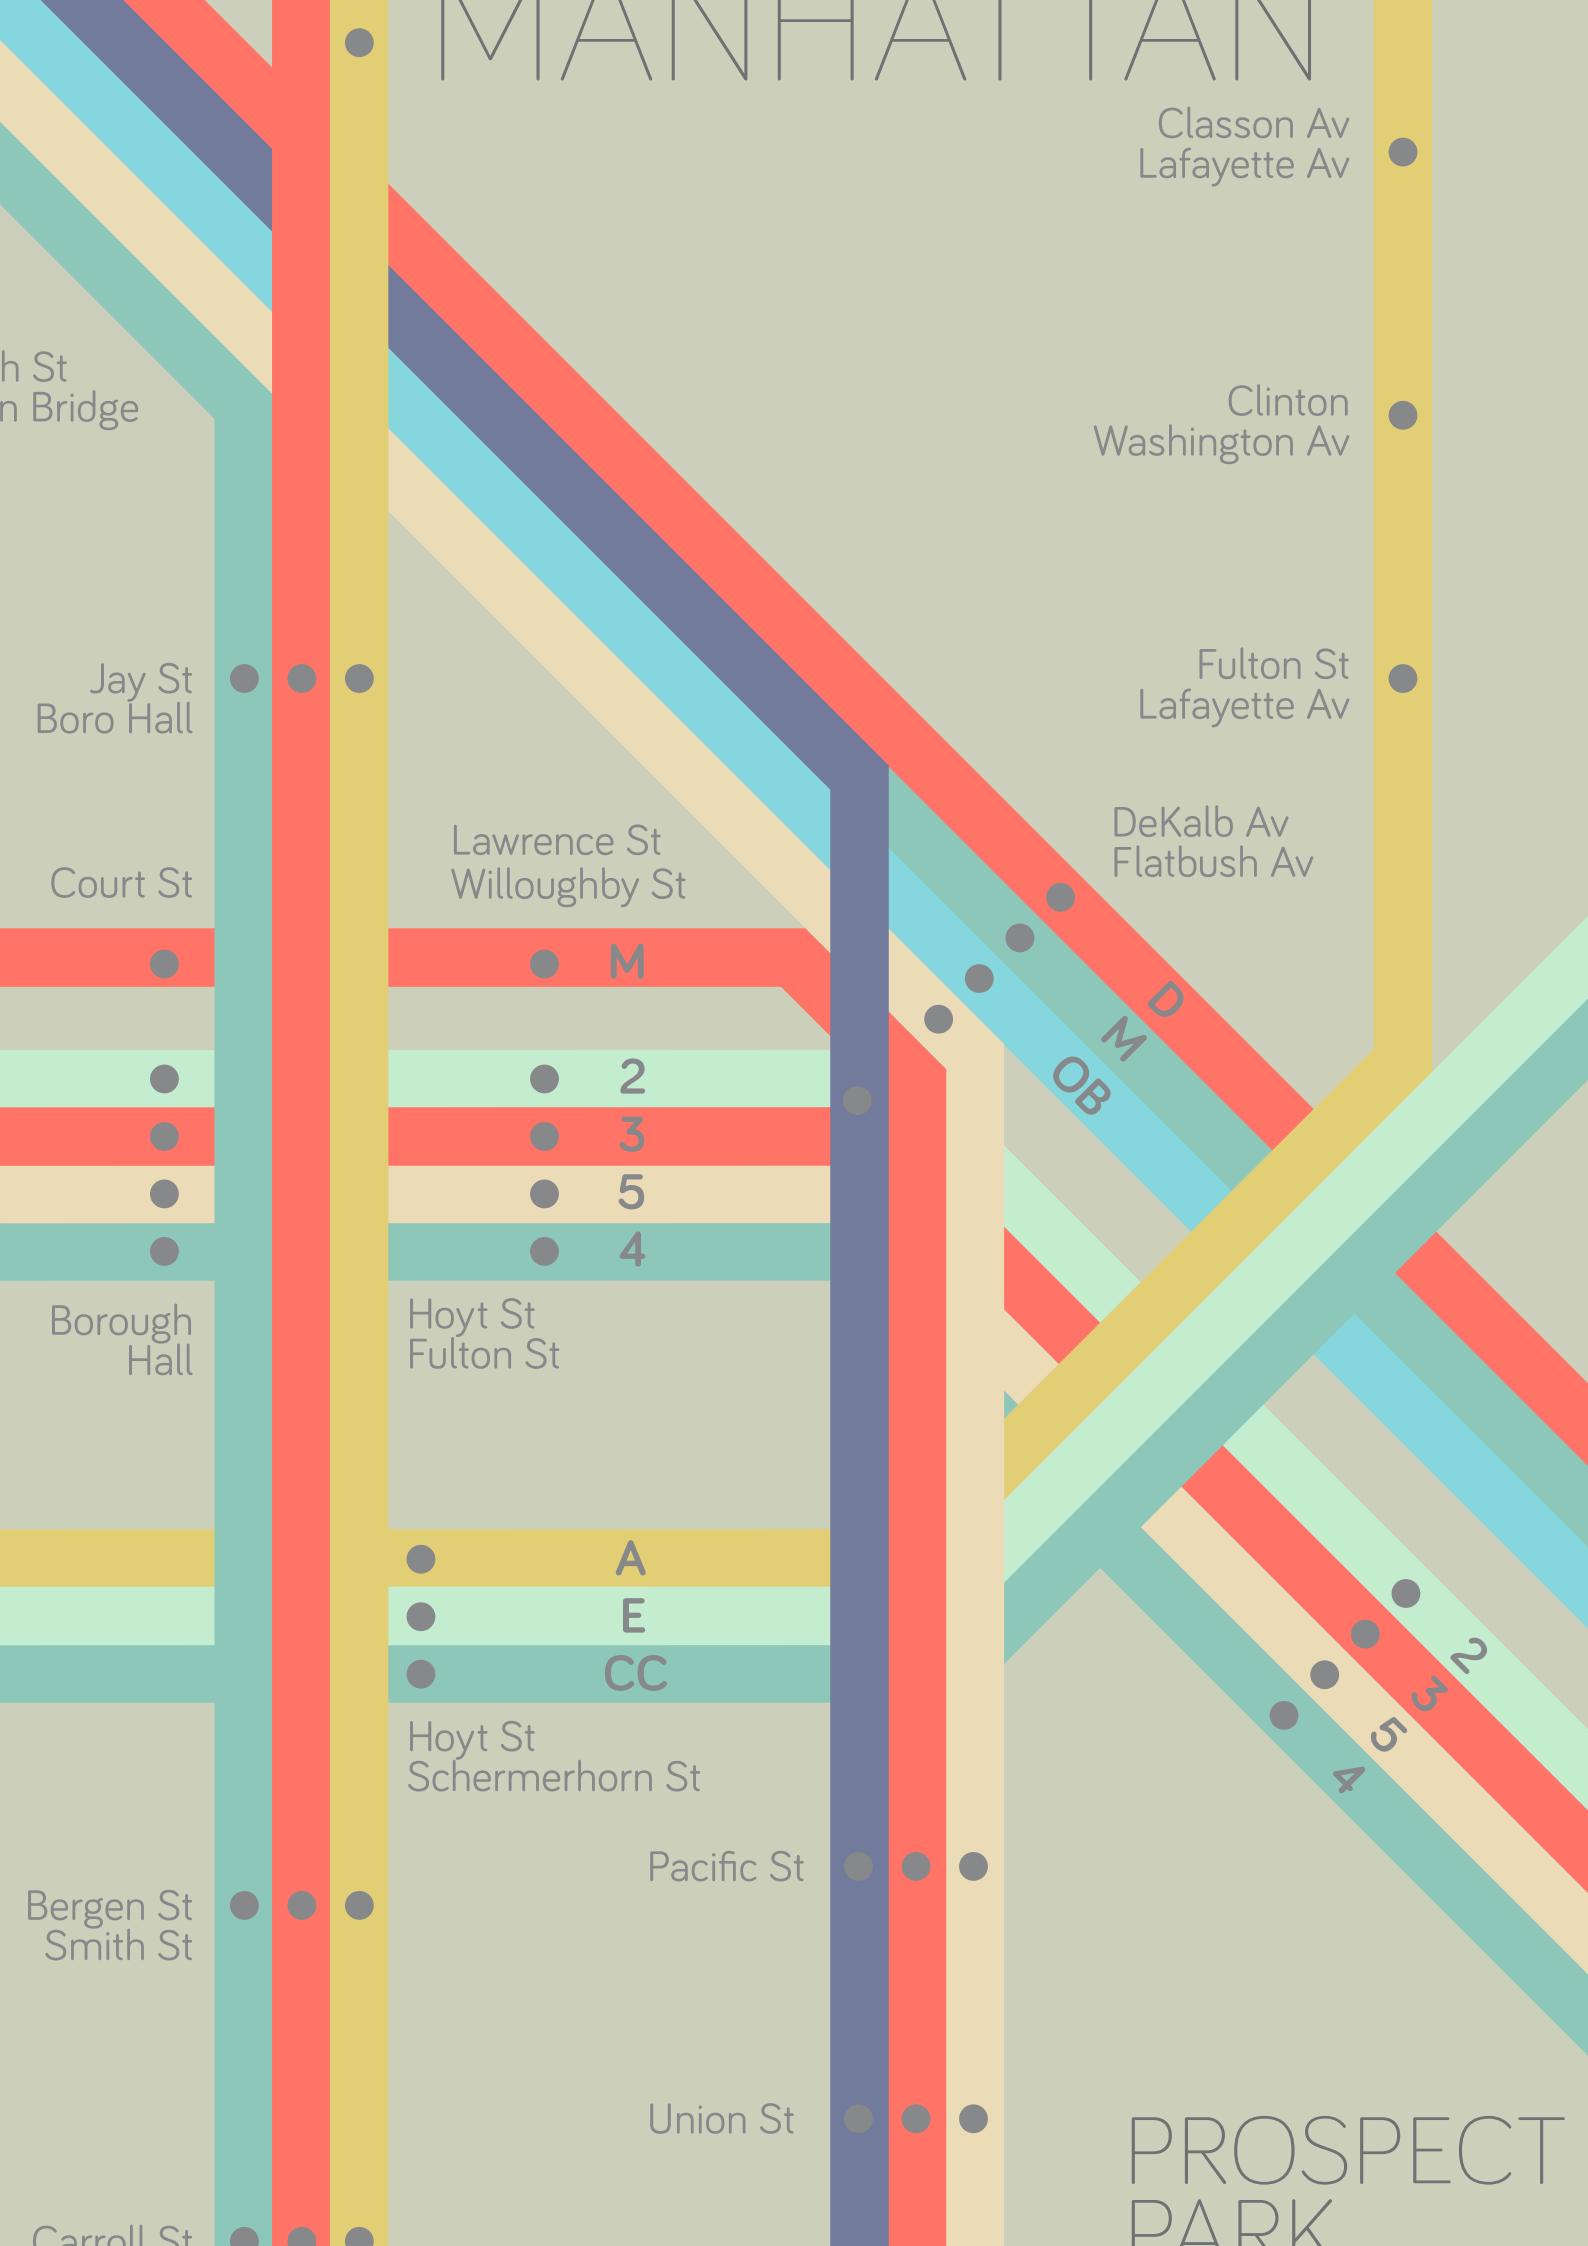 MANHATTAN
Classon Av
Lafayette Av
h St
n Bridge
Clinton
Washington Av
Jay St
Boro Hall
Fulton St
Lafayette Av
DeKalb Av
Flatbush Av
Court St
Lawrence St
Willoughby St
M
D
M
OB
2
3
5
4
Borough
Hall
Hoyt St
Fulton St
A
E
CC
Hoyt St
Schermerhorn St
2
3
5
4
Pacific St
Bergen St
Smith St
Union St
PROSPECT
PARK
Carroll St